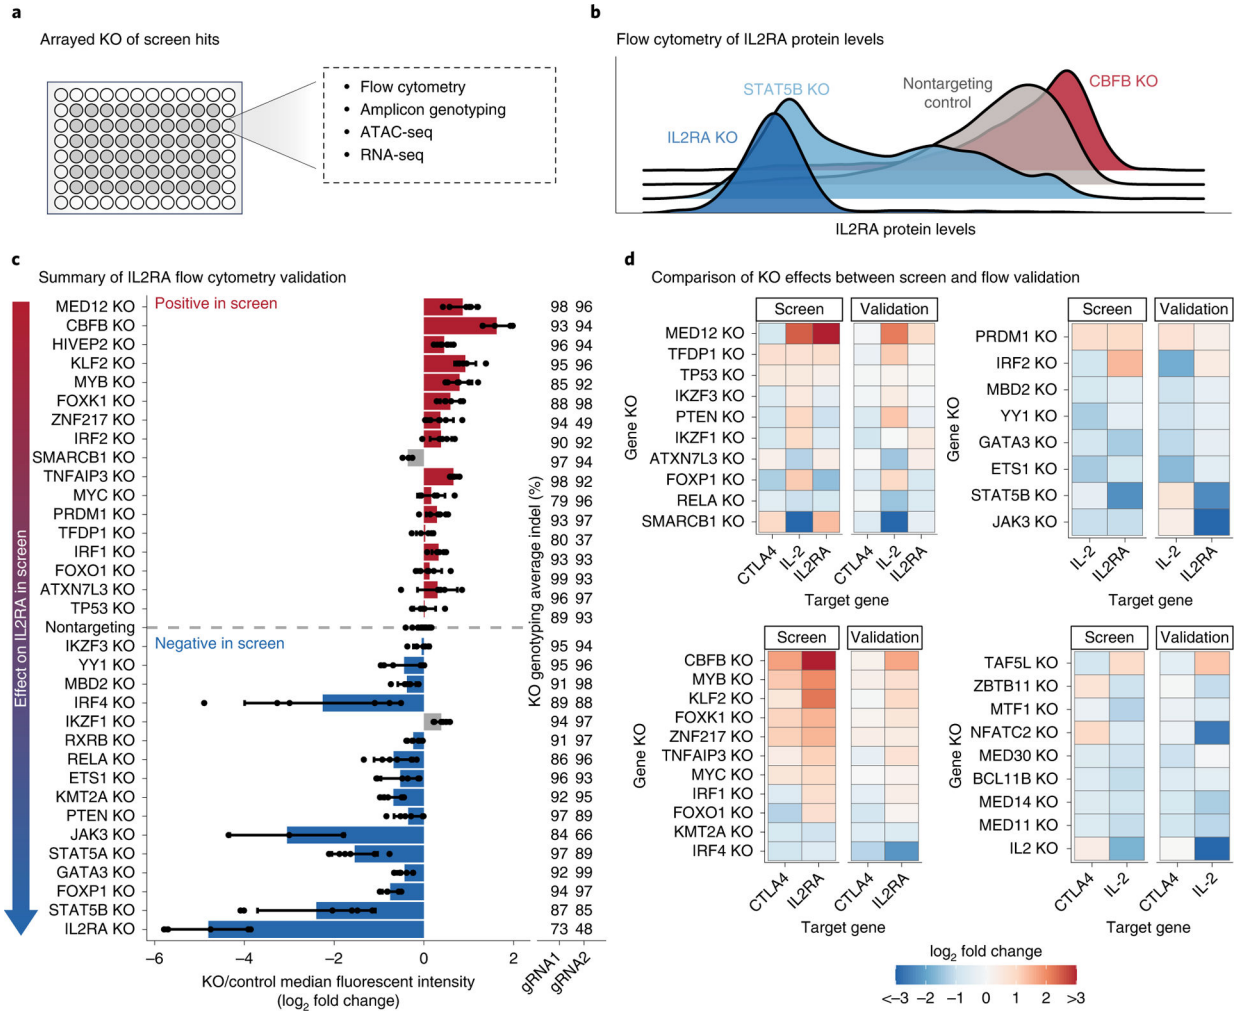 a
Arrayed KO of screen hits
• Flow cytometry
• Amplicon genotyping
• ATAC-seq
• RNA-seq
b
Flow cytometry of IL2RA protein levels
STAT5B KO
Nontargeting
control
CBFB KO
IL2RA KO
IL2RA protein levels
c
Summary of IL2RA flow cytometry validation
Effect on IL2RA in screen
Positive in screen
MED12 KO 98 96
CBFB KO 93 94
HIVEP2 KO 96 94
KLF2 KO 95 96
MYB KO 85 92
FOXK1 KO 88 98
ZNF217 KO 94 49
IRF2 KO 90 92
SMARCB1 KO 97 94
TNFAIP3 KO 98 92
MYC KO 79 96
PRDM1 KO 93 97
TFDP1 KO 80 37
IRF1 KO 93 93
FOXO1 KO 99 93
ATXN7L3 KO 96 97
TP53 KO 89 93
Nontargeting
Negative in screen
IKZF3 KO 95 94
YY1 KO 95 96
MBD2 KO 91 98
IRF4 KO 89 88
IKZF1 KO 94 97
RXRB KO 91 97
RELA KO 86 96
ETS1 KO 96 93
KMT2A KO 92 95
PTEN KO 97 89
JAK3 KO 84 66
STAT5A KO 97 89
GATA3 KO 92 99
FOXP1 KO 94 97
STAT5B KO 87 85
IL2RA KO 73 48
−6 −4 −2 0 2
KO/control median fluorescent intensity
(log2 fold change)
KO genotyping average indel (%)
gRNA1
gRNA2
d
Comparison of KO effects between screen and flow validation
Screen Validation
Gene KO
MED12 KO
TFDP1 KO
TP53 KO
IKZF3 KO
PTEN KO
IKZF1 KO
ATXN7L3 KO
FOXP1 KO
RELA KO
SMARCB1 KO
CTLA4 IL-2 IL2RA CTLA4 IL-2 IL2RA
Target gene
Screen Validation
Gene KO
PRDM1 KO
IRF2 KO
MBD2 KO
YY1 KO
GATA3 KO
ETS1 KO
STAT5B KO
JAK3 KO
IL-2 IL2RA IL-2 IL2RA
Target gene
Screen Validation
Gene KO
CBFB KO
MYB KO
KLF2 KO
FOXK1 KO
ZNF217 KO
TNFAIP3 KO
MYC KO
IRF1 KO
FOXO1 KO
KMT2A KO
IRF4 KO
CTLA4 IL2RA CTLA4 IL2RA
Target gene
Screen Validation
Gene KO
TAF5L KO
ZBTB11 KO
MTF1 KO
NFATC2 KO
MED30 KO
BCL11B KO
MED14 KO
MED11 KO
IL2 KO
CTLA4 IL-2 CTLA4 IL-2
Target gene
log2 fold change
<−3 −2 −1 0 1 2 >3